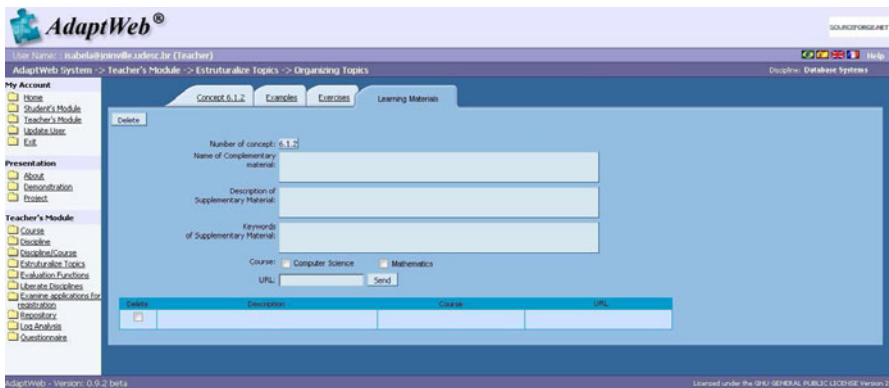 AdaptWeb®
SOURCEFORGE.NET
User Name: : isabela@joinville.udesc.br (Teacher)
Help
AdaptWeb System -> Teacher's Module -> Estruturalize Topics -> Organizing Topics
Discipline: Database Systems
My Account
Home
Student's Module
Teacher's Module
Update User
Exit
Presentation
About
Demonstration
Project
Teacher's Module
Course
Discipline
Discipline/Course
Estruturalize Topics
Evaluation Functions
Liberate Disciplines
Examine applications for
registration
Repository
Log Analysis
Questionnaire
Concept 6.1.2
Examples
Exercises
Learning Materials
Delete
Number of concept: 6.1.2
Name of Complementary
material:
Description of
Supplementary Material:
Keywords
of Supplementary Material:
Course: Computer Science Mathematics
URL: Send
Delete Description Course URL
AdaptWeb - Version: 0.9.2 beta
Licensed under the GNU GENERAL PUBLIC LICENSE Version 2